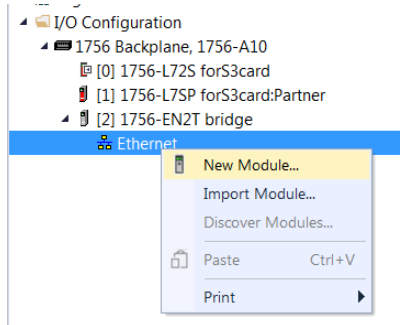 I/O Configuration
1756 Backplane, 1756-A10
[0] 1756-L72S forS3card
[1] 1756-L7SP forS3card:Partner
[2] 1756-EN2T bridge
Ethernet
New Module...
Import Module...
Discover Modules...
Paste Ctrl+V
Print